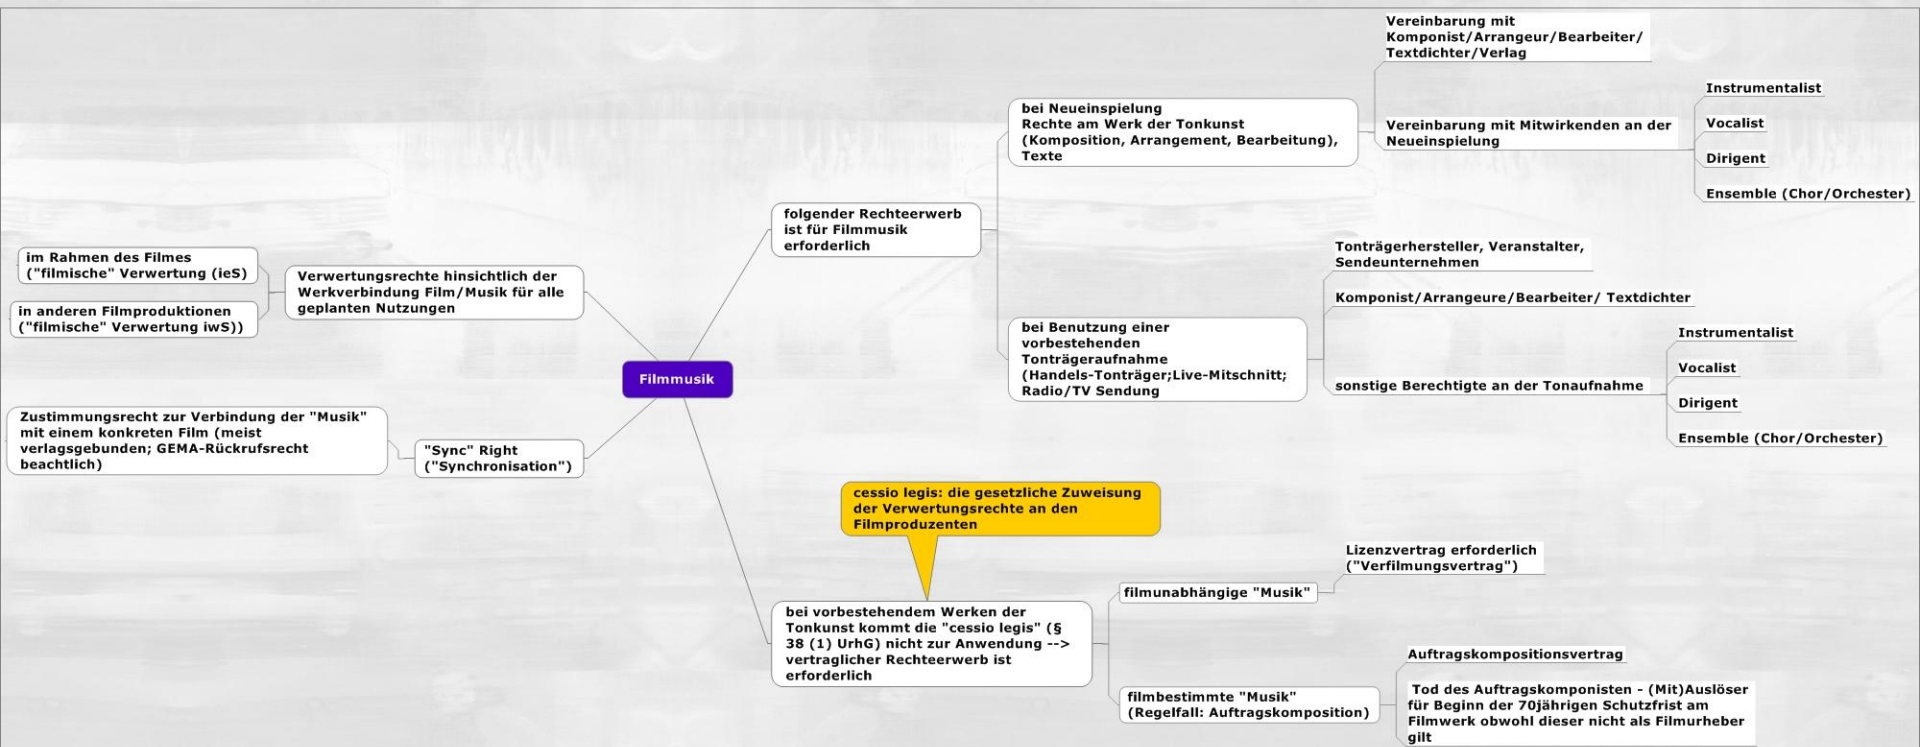 Filmmusik
folgender Rechteerwerb
ist für Filmmusik
erforderlich
bei Neueinspielung
Rechte am Werk der Tonkunst
(Komposition, Arrangement, Bearbeitung),
Texte
Vereinbarung mit
Komponist/Arrangeur/Bearbeiter/
Textdichter/Verlag
Vereinbarung mit Mitwirkenden an der
Neueinspielung
Instrumentalist
Vocalist
Dirigent
Ensemble (Chor/Orchester)
bei Benutzung einer
vorbestehenden
Tonträgeraufnahme
(Handels-Tonträger;Live-Mitschnitt;
Radio/TV Sendung
Tonträgerhersteller, Veranstalter,
Sendeunternehmen
Komponist/Arrangeure/Bearbeiter/ Textdichter
sonstige Berechtigte an der Tonaufnahme
Instrumentalist
Vocalist
Dirigent
Ensemble (Chor/Orchester)
cessio legis: die gesetzliche Zuweisung
der Verwertungsrechte an den
Filmproduzenten
bei vorbestehendem Werken der
Tonkunst kommt die "cessio legis" (§
38 (1) UrhG) nicht zur Anwendung -->
vertraglicher Rechteerwerb ist
erforderlich
filmunabhängige "Musik"
Lizenzvertrag erforderlich
("Verfilmungsvertrag")
filmbestimmte "Musik"
(Regelfall: Auftragskomposition)
Auftragskompositionsvertrag
Tod des Auftragskomponisten - (Mit)Auslöser
für Beginn der 70jährigen Schutzfrist am
Filmwerk obwohl dieser nicht als Filmurheber
gilt
Verwertungsrechte hinsichtlich der
Werkverbindung Film/Musik für alle
geplanten Nutzungen
im Rahmen des Filmes
("filmische" Verwertung (ieS)
in anderen Filmproduktionen
("filmische" Verwertung iwS))
"Sync" Right
("Synchronisation")
Zustimmungsrecht zur Verbindung der "Musik"
mit einem konkreten Film (meist
verlagsgebunden; GEMA-Rückrufsrecht
beachtlich)